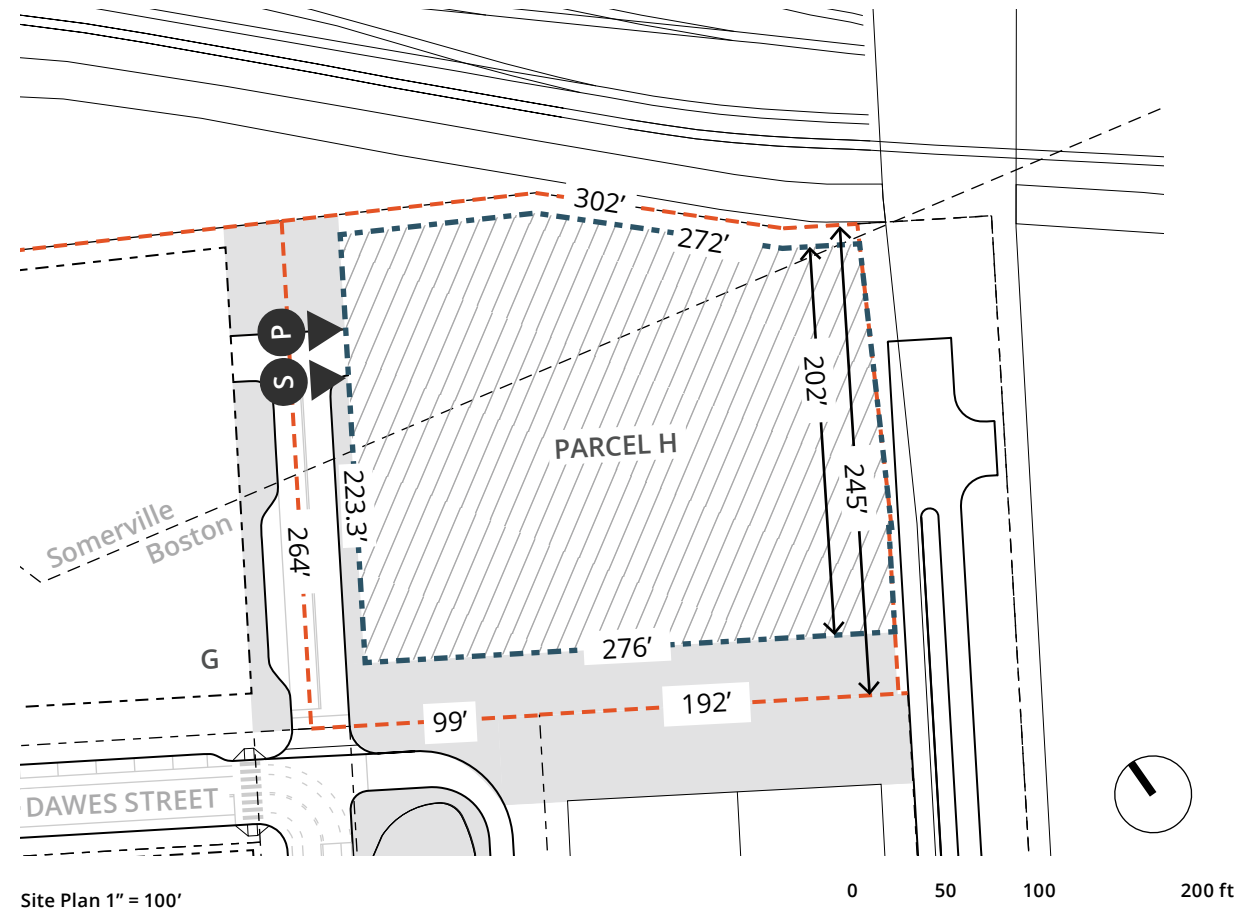 302’
272’
P
S
202’
PARCEL H
245’
223.3’
Somerville
Boston
264’
276’
G
192’
99’
DAWES STREET
Site Plan 1” = 100’
0 50 100 200 ft